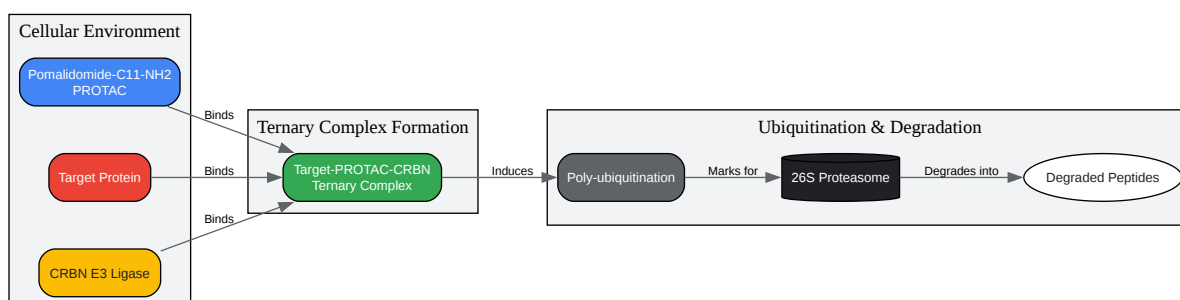 Cellular Environment
Pomalidomide-C11-NH2
PROTAC
Target Protein
CRBN E3 Ligase
Binds
Binds
Binds
Ternary Complex Formation
Target-PROTAC-CRBN
Ternary Complex
Induces
Ubiquitination & Degradation
Poly-ubiquitination
Marks for
26S Proteasome
Degrades into
Degraded Peptides